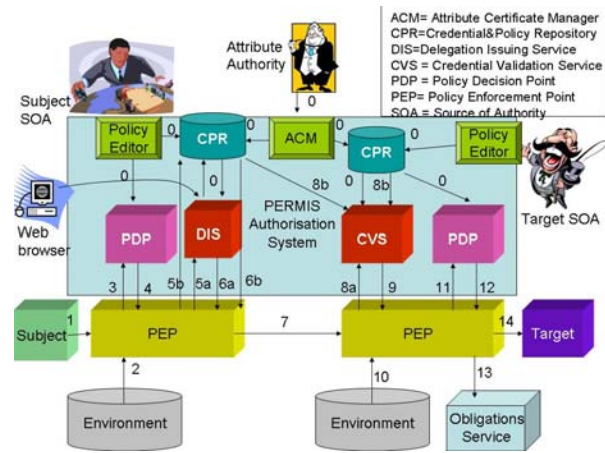 ACM= Attribute Certificate Manager
CPR=Credential&Policy Repository
DIS=Delegation Issuing Service
CVS = Credential Validation Service
PDP = Policy Decision Point
PEP= Policy Enforcement Point
SOA = Source of Authority
Attribute
Authority
Subject
SOA
0
Policy
Editor
0
CPR
0
ACM
0
CPR
0
Policy
Editor
Target SOA
0
0
0
8b
0
8b
0
Web
browser
PDP
DIS
PERMIS
Authorisation
System
CVS
PDP
3
4
5b
5a
6a
6b
8a
9
11
12
Subject
1
PEP
7
PEP
14
Target
2
10
13
Environment
Environment
Obligations
Service